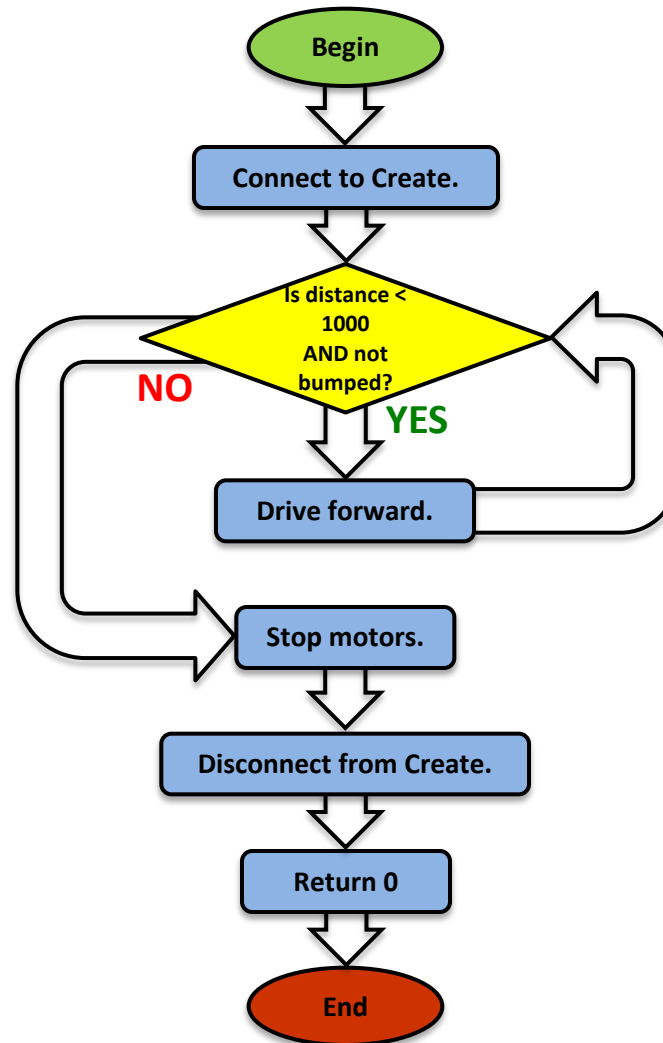 Begin
Connect to Create.
Is distance <
1000
AND not
bumped?
NO
YES
Drive forward.
Stop motors.
Disconnect from Create.
Return 0
End